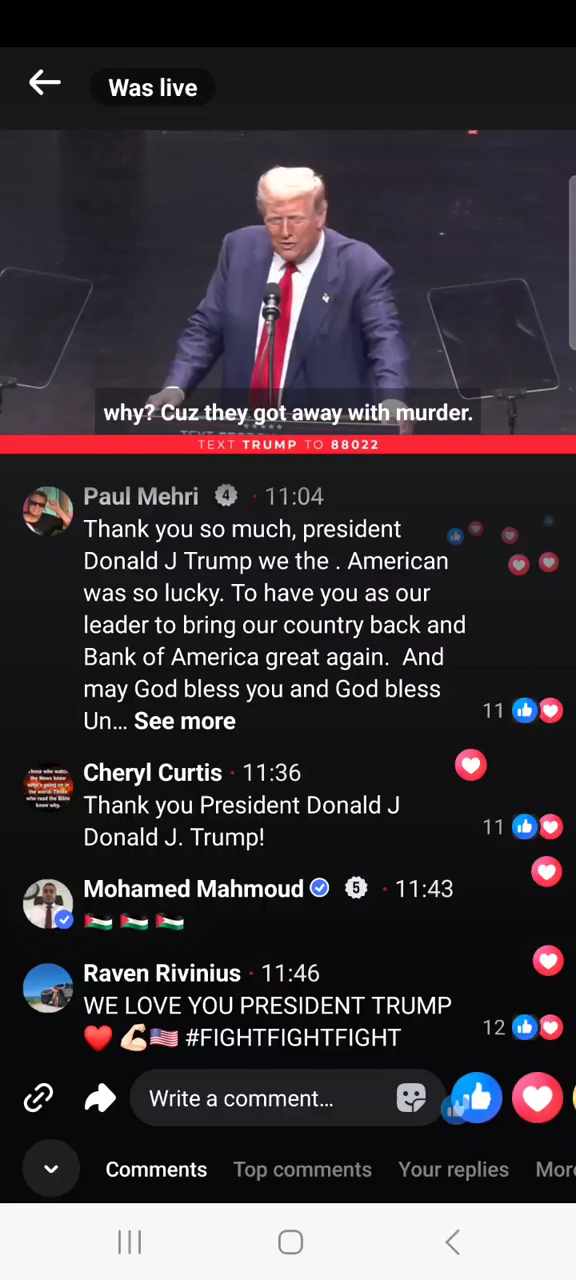 Was live
why? Cuz they got away with murder.
TEXT TRUMP TO 88022
Paul Mehri 4 · 11:04
Thank you so much, president
Donald J Trump we the . American
was so lucky. To have you as our
leader to bring our country back and
Bank of America great again.  And
may God bless you and God bless
Un... See more
11
Cheryl Curtis · 11:36
Thank you President Donald J
Donald J. Trump!
11
Mohamed Mahmoud 5 · 11:43
🇵🇸 🇵🇸 🇵🇸
Raven Rivinius · 11:46
WE LOVE YOU PRESIDENT TRUMP
❤️ 💪🏻🇺🇸 #FIGHTFIGHTFIGHT
12
Write a comment...
Comments Top comments Your replies More